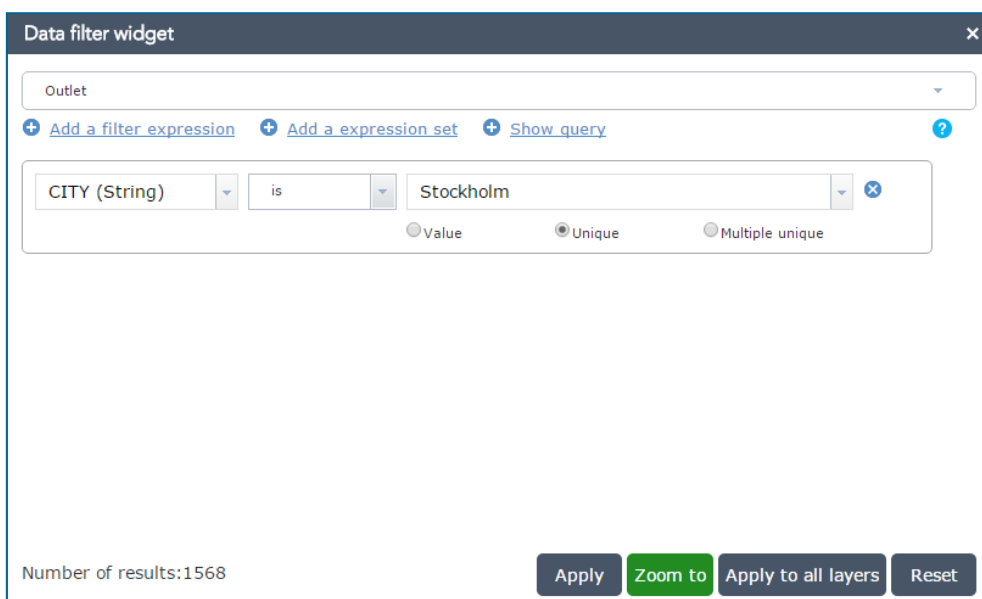 Data filter widget ×
Outlet
Add a filter expression Add a expression set Show query ?
CITY (String) is Stockholm
Value Unique Multiple unique
Number of results:1568 Apply Zoom to Apply to all layers Reset